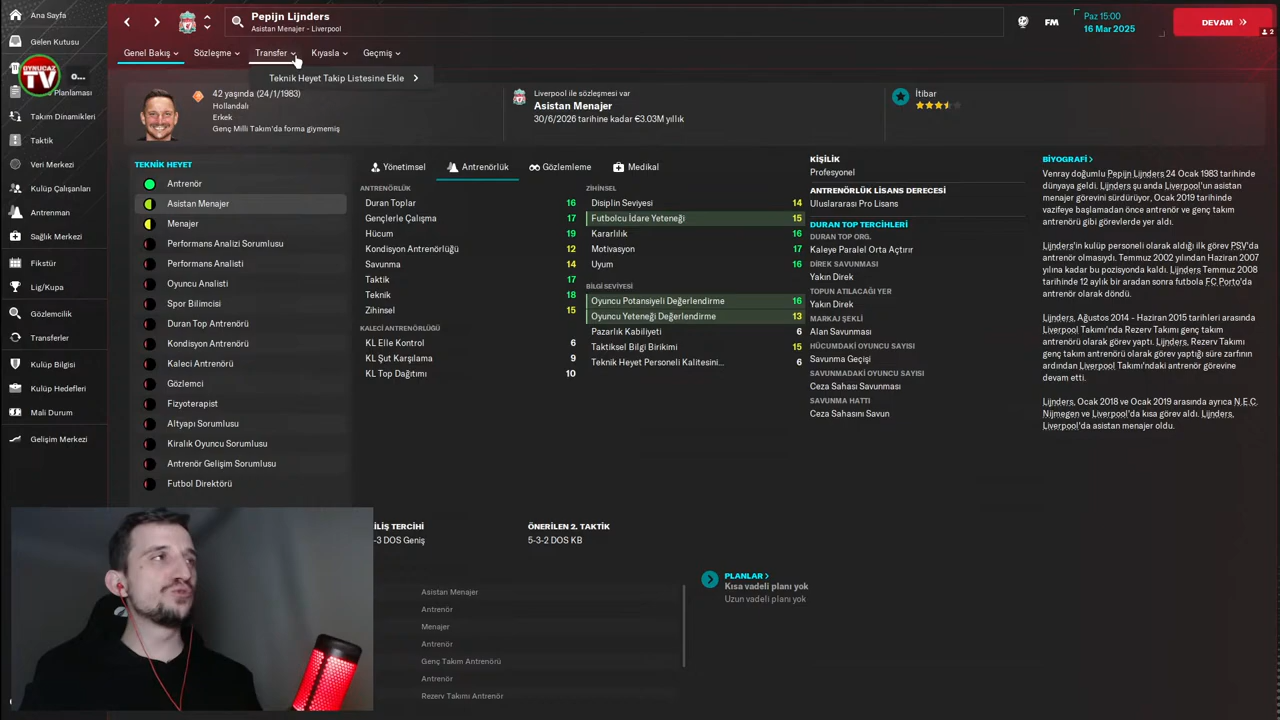 Ana Sayfa
Gelen Kutusu
Planlaması
Takım Dinamikleri
Taktik
Veri Merkezi
Kulüp Çalışanları
Antrenman
Sağlık Merkezi
Fikstür
Lig/Kupa
Gözlemcilik
Transferler
Kulüp Bilgisi
Kulüp Hedefleri
Mali Durum
Gelişim Merkezi
OYNUCAZ
TV
Pepijn Lijnders
Asistan Menajer - Liverpool
FM
Paz 15:00
16 Mar 2025
DEVAM
2
Genel Bakış
Sözleşme
Transfer
Kıyasla
Geçmiş
Teknik Heyet Takip Listesine Ekle
42 yaşında (24/1/1983)
Hollandalı
Erkek
Genç Milli Takım'da forma giymemiş
Liverpool ile sözleşmesi var
Asistan Menajer
30/6/2026 tarihine kadar €3.03M yıllık
İtibar
TEKNİK HEYET
Antrenör
Asistan Menajer
Menajer
Performans Analizi Sorumlusu
Performans Analisti
Oyuncu Analisti
Spor Bilimcisi
Duran Top Antrenörü
Kondisyon Antrenörü
Kaleci Antrenörü
Gözlemci
Fizyoterapist
Altyapı Sorumlusu
Kiralık Oyuncu Sorumlusu
Antrenör Gelişim Sorumlusu
Futbol Direktörü
Yönetimsel
Antrenörlük
Gözlemleme
Medikal
ANTRENÖRLÜK
Duran Toplar 16
Gençlerle Çalışma 17
Hücum 19
Kondisyon Antrenörlüğü 12
Savunma 14
Taktik 17
Teknik 18
Zihinsel 15
KALECİ ANTRENÖRLÜĞÜ
KL Elle Kontrol 6
KL Şut Karşılama 9
KL Top Dağıtımı 10
ZİHİNSEL
Disiplin Seviyesi 14
Futbolcu İdare Yeteneği 15
Kararlılık 16
Motivasyon 17
Uyum 16
BİLGİ SEVİYESİ
Oyuncu Potansiyeli Değerlendirme 16
Oyuncu Yeteneği Değerlendirme 13
Pazarlık Kabiliyeti 6
Taktiksel Bilgi Birikimi 15
Teknik Heyet Personeli Kalitesini... 6
KİŞİLİK
Profesyonel
ANTRENÖRLÜK LİSANS DERECESİ
Uluslararası Pro Lisans
DURAN TOP TERCİHLERİ
DURAN TOP ORG.
Kaleye Paralel Orta Açtırır
DİREK SAVUNMASI
Yakın Direk
TOPUN ATILACAĞI YER
Yakın Direk
MARKAJ ŞEKLİ
Alan Savunması
HÜCUMDAKİ OYUNCU SAYISI
Savunma Geçişi
SAVUNMADAKİ OYUNCU SAYISI
Ceza Sahası Savunması
SAVUNMA HATTI
Ceza Sahasını Savun
BİYOGRAFİ
Venray doğumlu Pepijn Lijnders 24 Ocak 1983 tarihinde
dünyaya geldi. Lijnders şu anda Liverpool'un asistan
menajer görevini sürdürüyor, Ocak 2019 tarihinde
vazifeye başlamadan önce antrenör ve genç takım
antrenörü gibi görevlerde yer aldı.
Lijnders'in kulüp personeli olarak aldığı ilk görev PSV'da
antrenör olmasıydı. Temmuz 2002 yılından Haziran 2007
yılına kadar bu pozisyonda kaldı. Lijnders Temmuz 2008
tarihinde 12 aylık bir aradan sonra futbola FC Porto'da
antrenör olarak döndü.
Lijnders, Ağustos 2014 - Haziran 2015 tarihleri arasında
Liverpool Takımı'nda Rezerv Takımı genç takım
antrenörü olarak görev yaptı. Lijnders, Rezerv Takımı
genç takım antrenörü olarak görev yaptığı süre zarfının
ardından Liverpool Takımı'ndaki antrenör görevine
devam etti.
Lijnders, Ocak 2018 ve Ocak 2019 arasında ayrıca N.E.C.
Nijmegen ve Liverpool'da kısa görev aldı. Lijnders,
Liverpool'da asistan menajer oldu.
İLİŞ TERCİHİ
-3 DOS Geniş
ÖNERİLEN 2. TAKTİK
5-3-2 DOS KB
Asistan Menajer
Antrenör
Menajer
Antrenör
Genç Takım Antrenörü
Antrenör
Rezerv Takımı Antrenör
PLANLAR
Kısa vadeli planı yok
Uzun vadeli planı yok